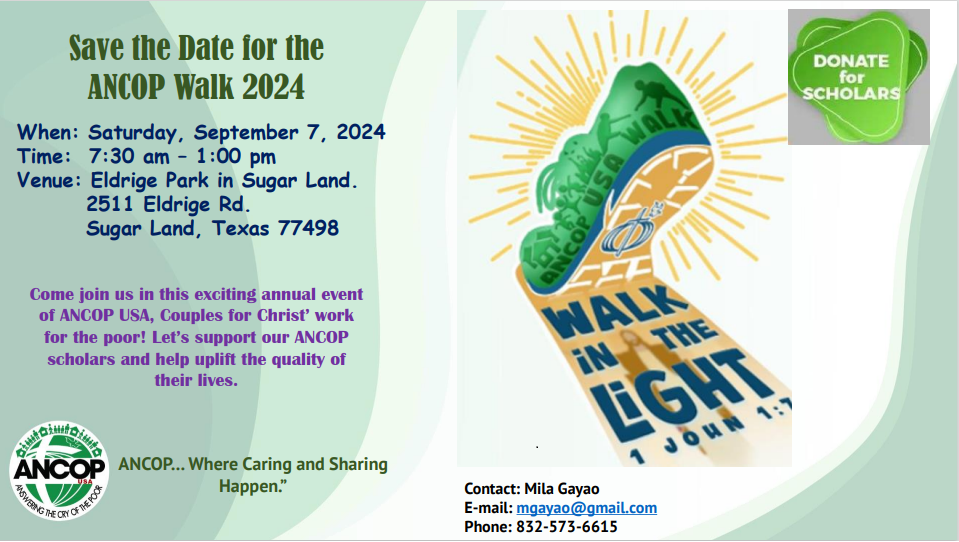 Save the Date for the
ANCOP Walk 2024
When: Saturday, September 7, 2024
Time: 7:30 am – 1:00 pm
Venue: Eldrige Park in Sugar Land.
2511 Eldrige Rd.
Sugar Land, Texas 77498
Come join us in this exciting annual event
of ANCOP USA, Couples for Christ’ work
for the poor! Let’s support our ANCOP
scholars and help uplift the quality of
their lives.
ANCOP
USA
ANSWERING THE CRY OF THE POOR
ANCOP... Where Caring and Sharing
Happen.”
ANCOP USA WALK
WALK
iN THE
LiGHT
1 JOHN 1:7
DONATE
for
SCHOLARS
Contact: Mila Gayao
E-mail: mgayao@gmail.com
Phone: 832-573-6615